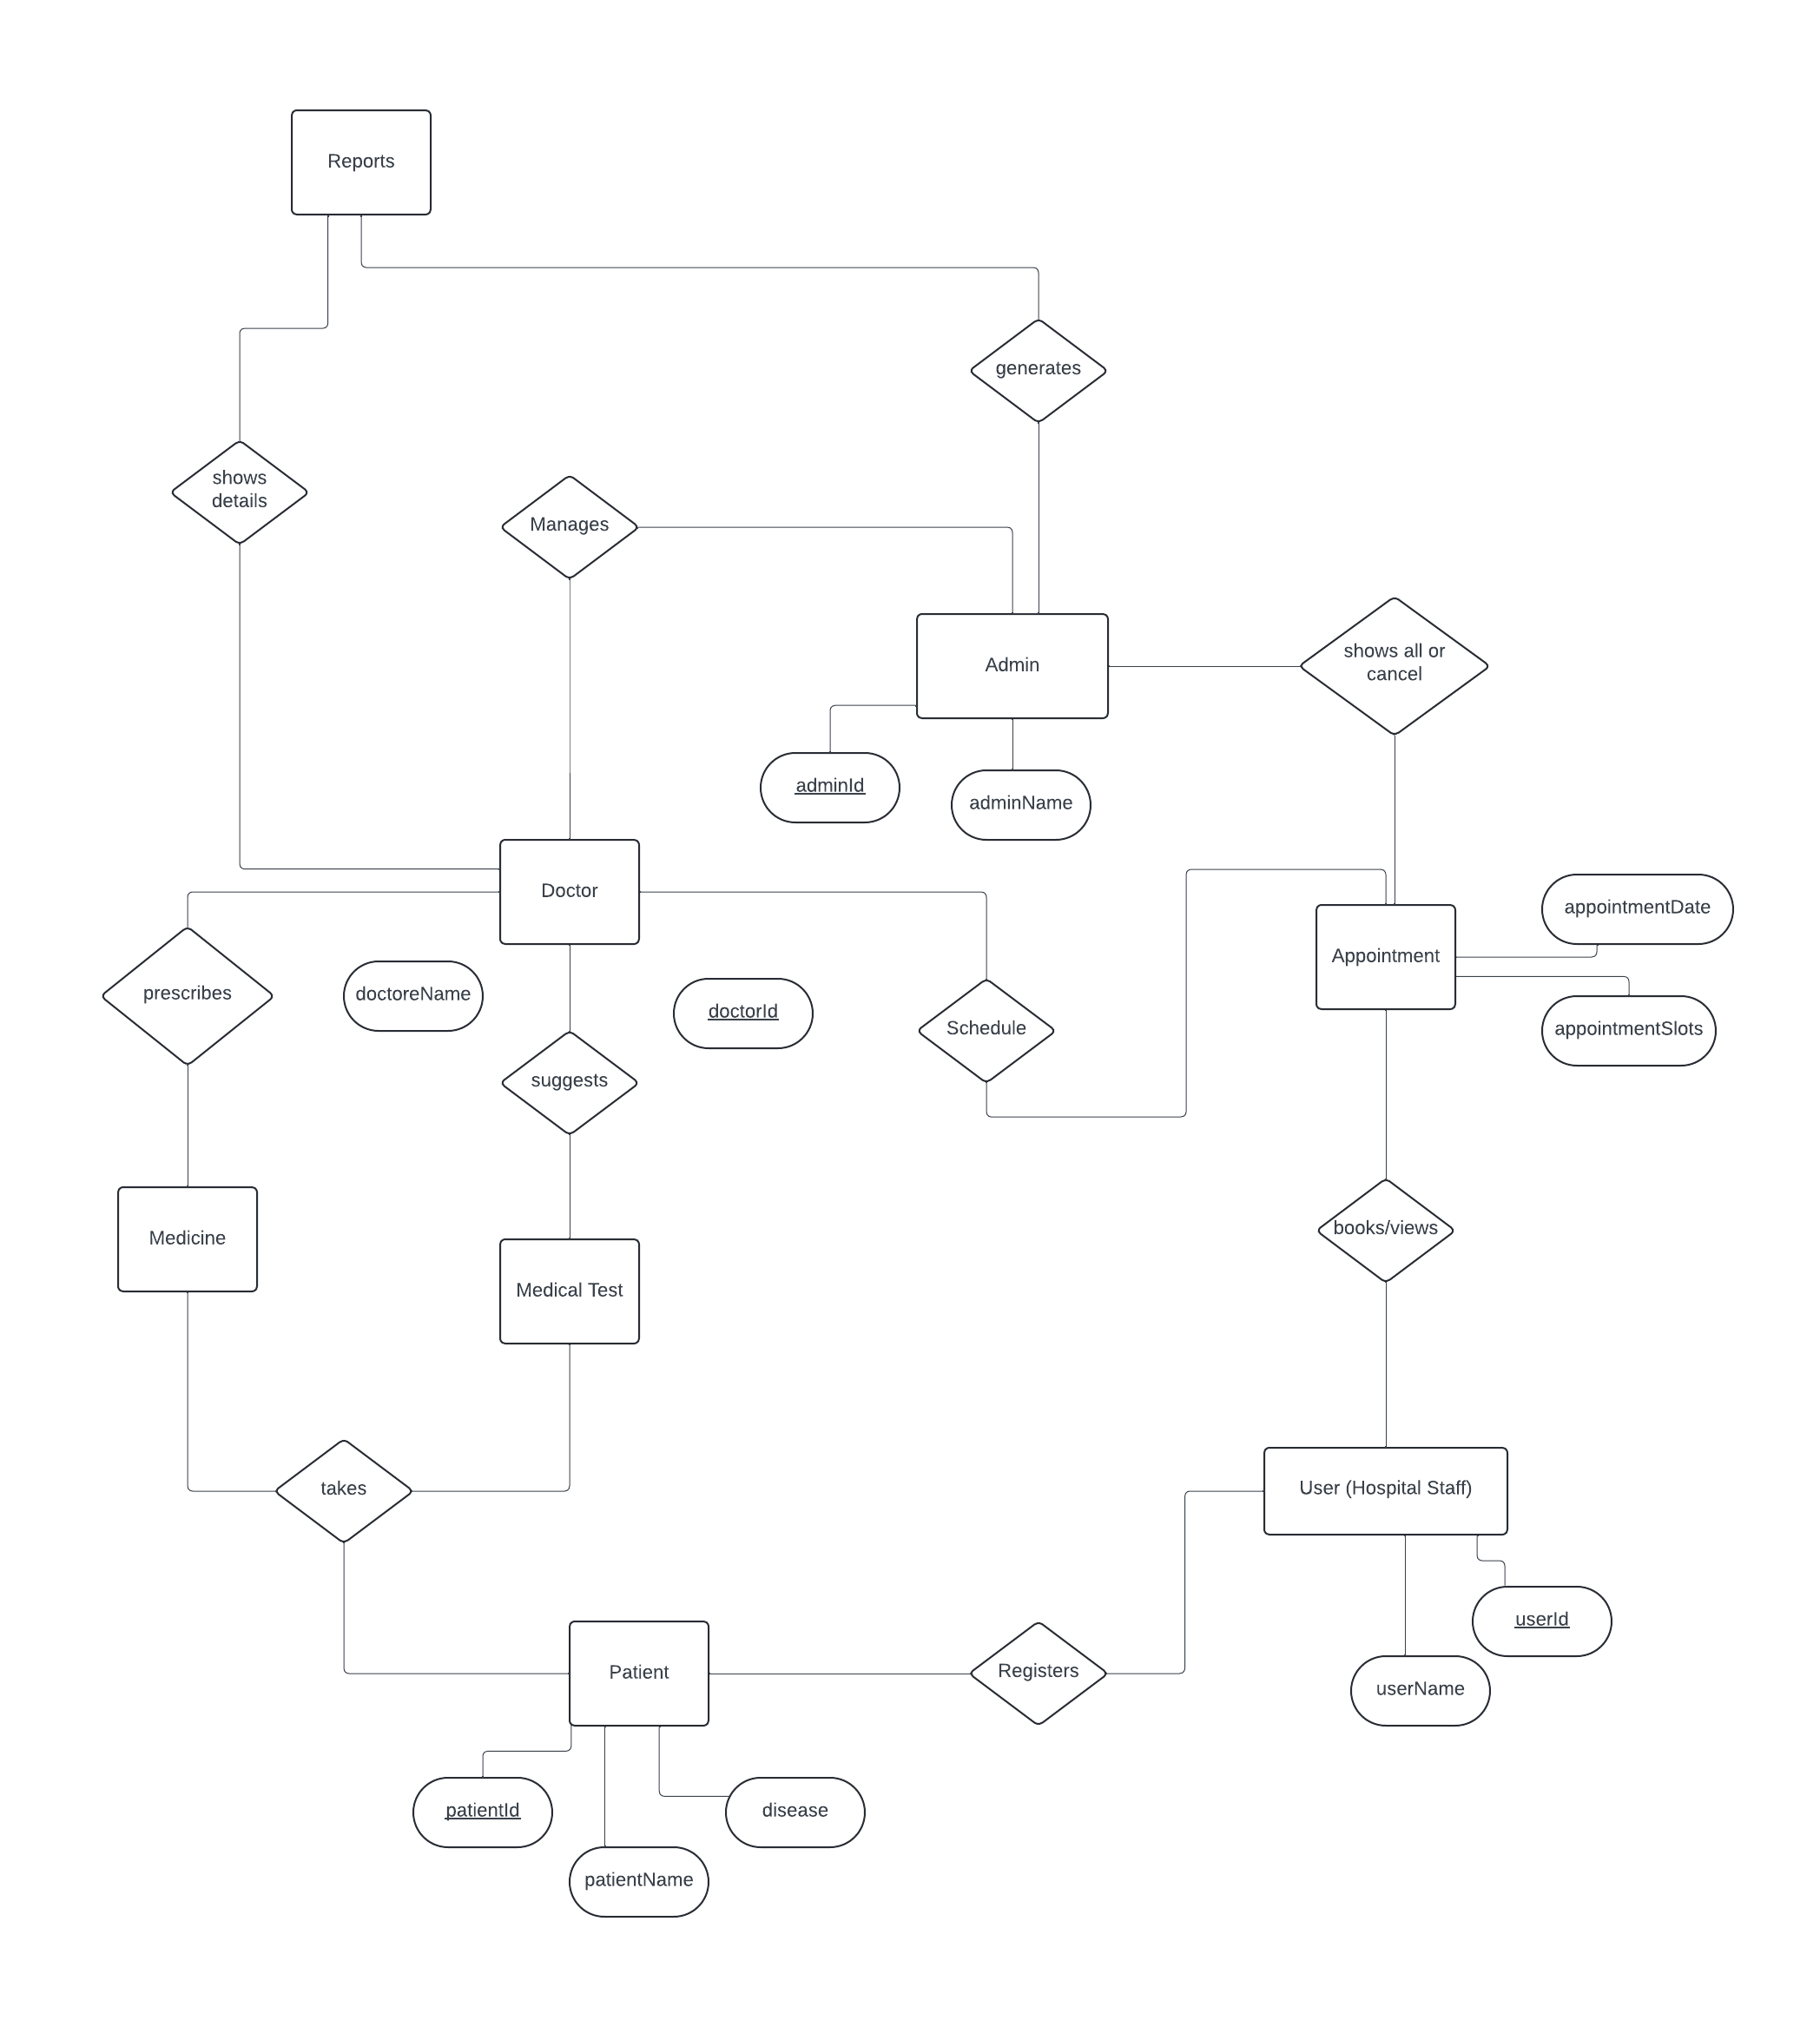 Reports
generates
shows
details
Manages
shows all or
cancel
Admin
adminId
adminName
Doctor
appointmentDate
Appointment
prescribes
doctoreName
doctorId
Schedule
appointmentSlots
suggests
books/views
Medicine
Medical Test
takes
User (Hospital Staff)
userId
Patient
Registers
userName
patientId
disease
patientName